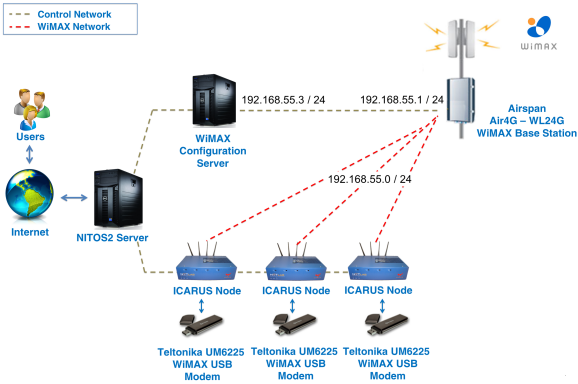 Control Network
WiMAX Network
WiMAX
192.168.55.3 / 24
192.168.55.1 / 24
Airspan
Air4G – WL24G
WiMAX Base Station
Users
WiMAX
Configuration
Server
192.168.55.0 / 24
Internet
NITOS2 Server
ICARUS Node
ICARUS Node
ICARUS Node
Teltonika UM6225
WiMAX USB
Modem
Teltonika UM6225
WiMAX USB
Modem
Teltonika UM6225
WiMAX USB
Modem